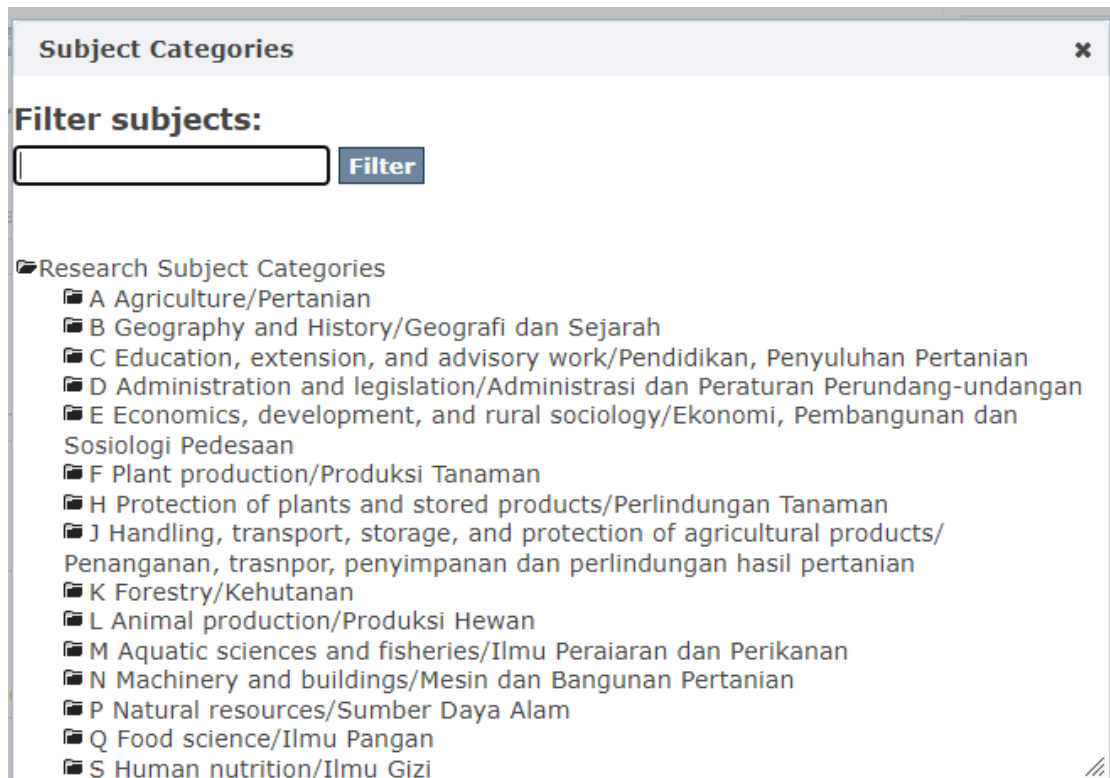 Subject Categories
Filter subjects:
Filter
Research Subject Categories
A Agriculture/Pertanian
B Geography and History/Geografi dan Sejarah
C Education, extension, and advisory work/Pendidikan, Penyuluhan Pertanian
D Administration and legislation/Administrasi dan Peraturan Perundang-undangan
E Economics, development, and rural sociology/Ekonomi, Pembangunan dan
Sosiologi Pedesaan
F Plant production/Produksi Tanaman
H Protection of plants and stored products/Perlindungan Tanaman
J Handling, transport, storage, and protection of agricultural products/
Penanganan, trasnpor, penyimpanan dan perlindungan hasil pertanian
K Forestry/Kehutanan
L Animal production/Produksi Hewan
M Aquatic sciences and fisheries/Ilmu Peraiaran dan Perikanan
N Machinery and buildings/Mesin dan Bangunan Pertanian
P Natural resources/Sumber Daya Alam
Q Food science/Ilmu Pangan
S Human nutrition/Ilmu Gizi